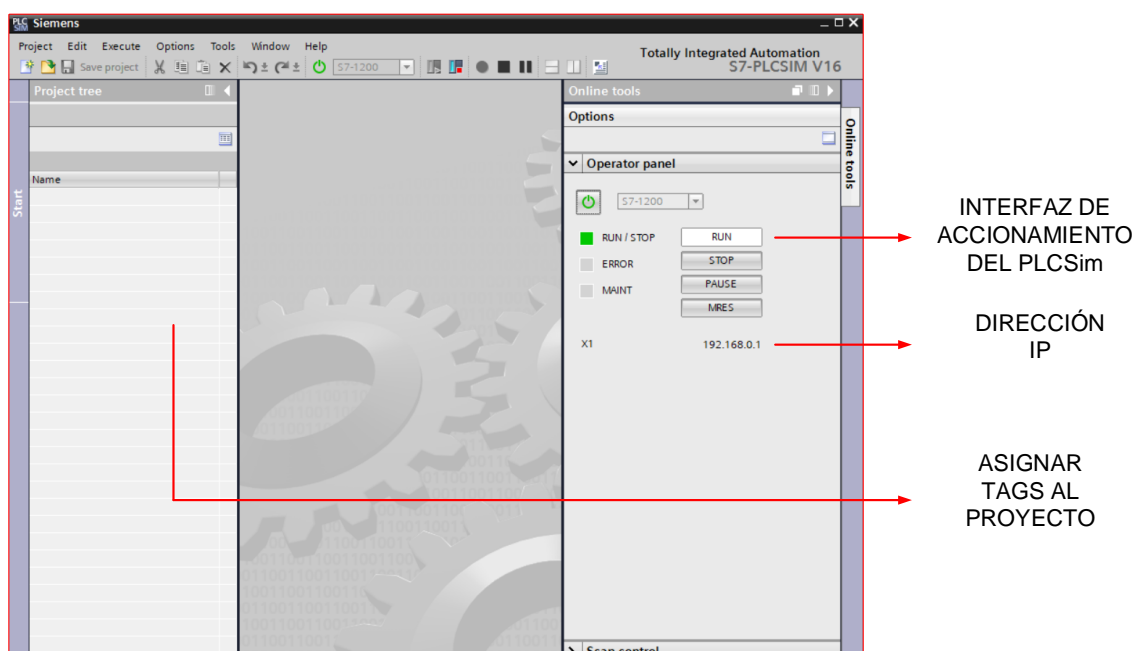 PLC SIM Siemens
Project Edit Execute Options Tools Window Help
Totally Integrated Automation
S7-PLCSIM V16
Save project
S7-1200
Project tree
Name
Start
Online tools
Options
Operator panel
S7-1200
RUN / STOP RUN
ERROR STOP
MAINT PAUSE
MRES
X1 192.168.0.1
Scan control
Online tools
INTERFAZ DE
ACCIONAMIENTO
DEL PLCSim
DIRECCIÓN
IP
ASIGNAR
TAGS AL
PROYECTO